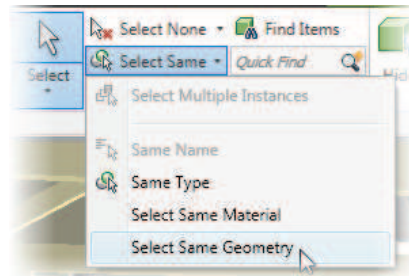 Select None
Find Items
Select
Select Same
Quick Find
Hid
Select Multiple Instances
Same Name
Same Type
Select Same Material
Select Same Geometry